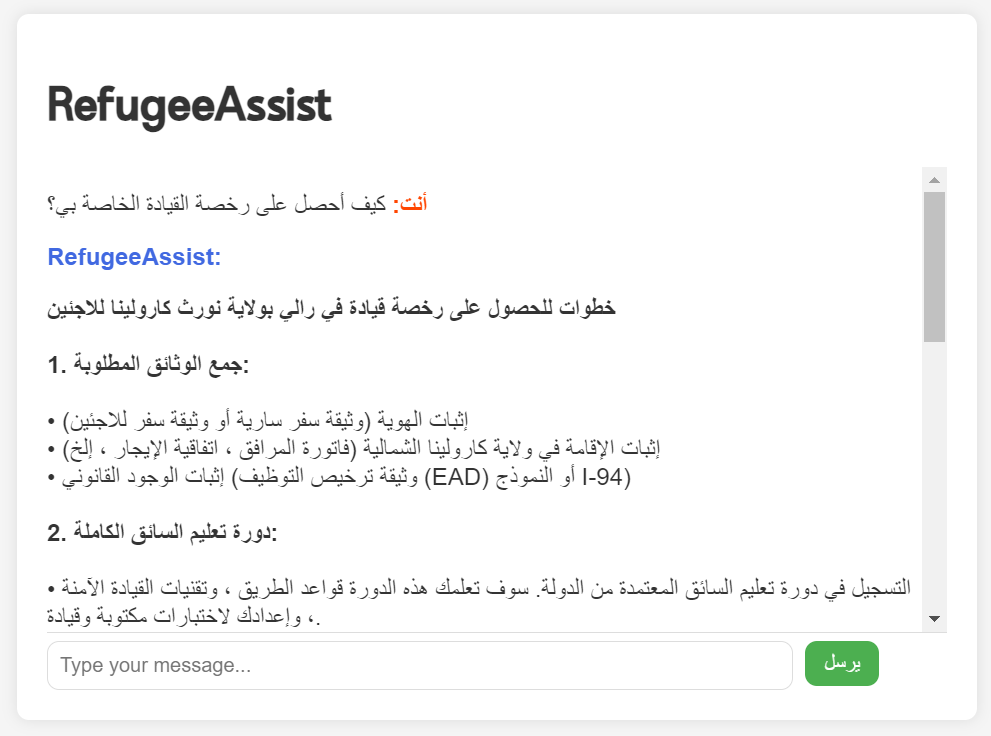 RefugeeAssist
أنت: كيف أحصل على رخصة القيادة الخاصة بي؟
RefugeeAssist:
خطوات للحصول على رخصة قيادة في رالي بولاية نورث كارولينا للاجئين
1. جمع الوثائق المطلوبة:
• إثبات الهوية (وثيقة سفر سارية أو وثيقة سفر للاجئين)
• إثبات الإقامة في ولاية كارولينا الشمالية (فاتورة المرافق ، اتفاقية الإيجار ، إلخ)
• إثبات الوجود القانوني (وثيقة ترخيص التوظيف (EAD) أو النموذج I-94)
2. دورة تعليم السائق الكاملة:
• التسجيل في دورة تعليم السائق المعتمدة من الدولة. سوف تعلمك هذه الدورة قواعد الطريق ، وتقنيات القيادة الآمنة
، وإعدادك لاختبارات مكتوبة وقيادة.
Type your message...
يرسل